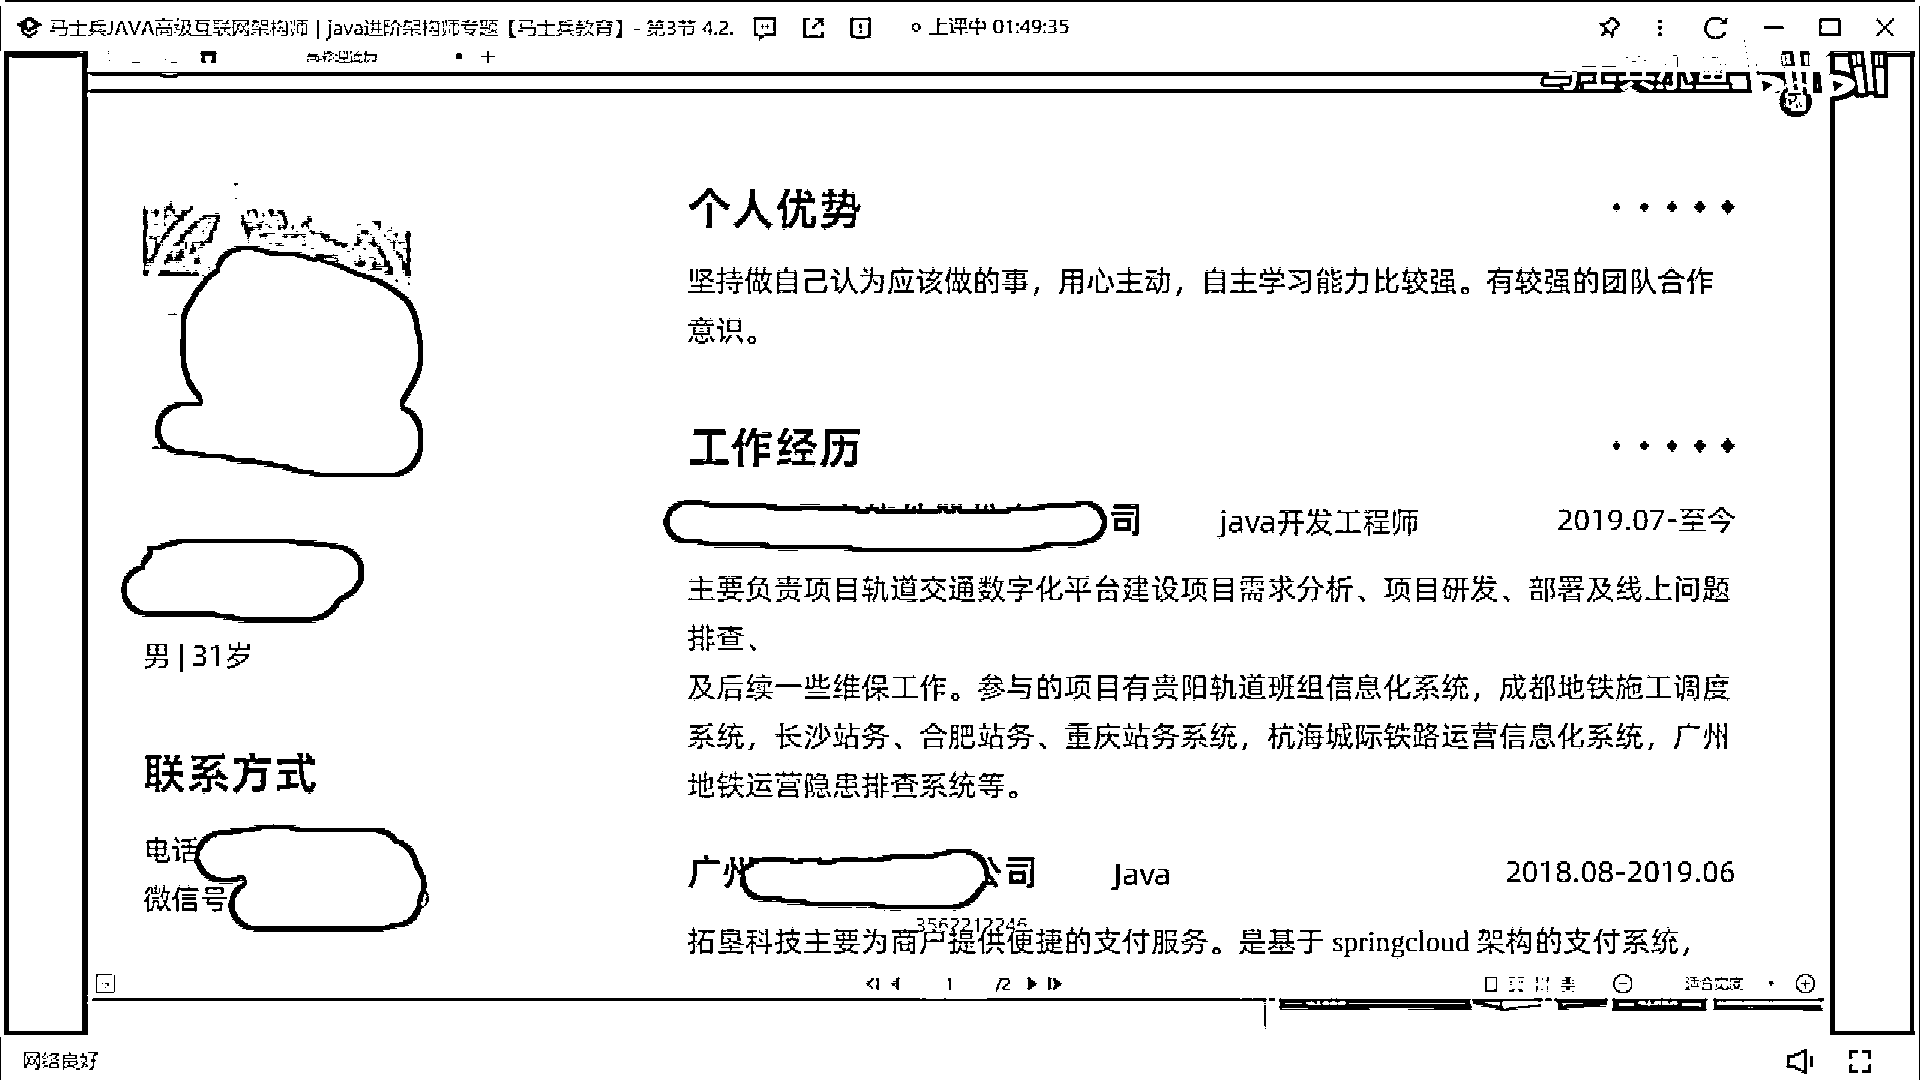 马士兵JAVA高级互联网架构师 | java进阶架构师专题【马士兵教育】- 第3节 4.2.
上课中 01:49:35
个人优势
坚持做自己认为应该做的事，用心主动，自主学习能力比较强。有较强的团队合作
意识。
工作经历
司 java开发工程师 2019.07-至今
主要负责项目轨道交通数字化平台建设项目需求分析、项目研发、部署及线上问题
排查、
及后续一些维保工作。参与的项目有贵阳轨道班组信息化系统，成都地铁施工调度
系统，长沙站务、合肥站务、重庆站务系统，杭海城际铁路运营信息化系统，广州
地铁运营隐患排查系统等。
广州 公司 Java 2018.08-2019.06
拓垦科技主要为商户提供便捷的支付服务。是基于 springcloud 架构的支付系统，
3562212246
男 | 31岁
联系方式
电话
微信号
1 /2
适合宽度
网络良好